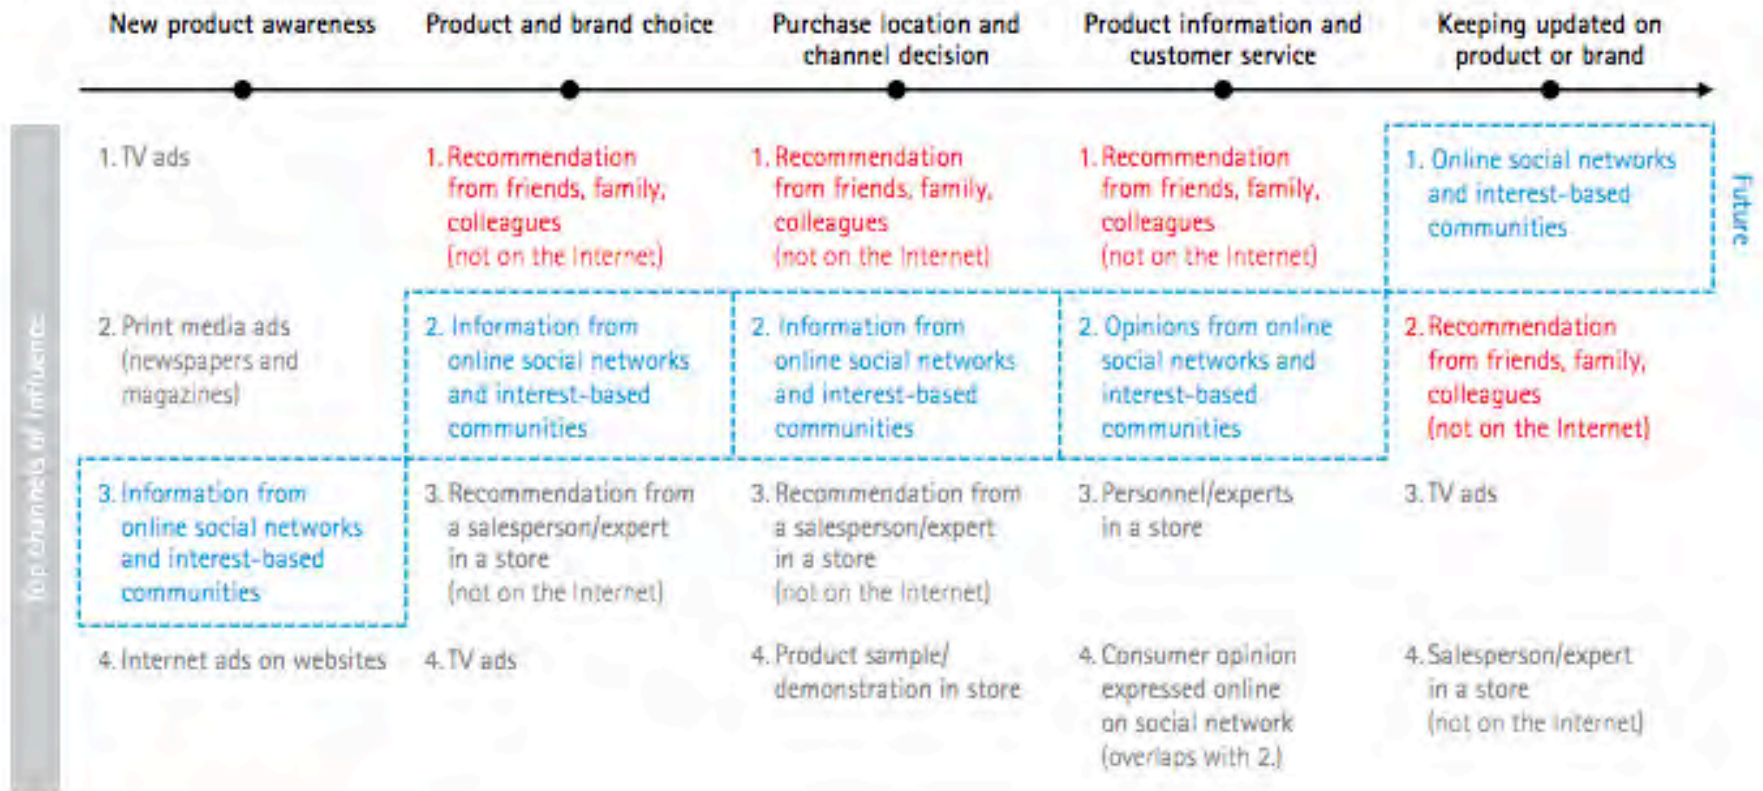 New product awareness
Product and brand choice
Purchase location and
channel decision
Product information and
customer service
Keeping updated on
product or brand
Top channels of influence
1. TV ads
2. Print media ads
(newspapers and
magazines)
3. Information from
online social networks
and interest-based
communities
4. Internet ads on websites
1. Recommendation
from friends, family,
colleagues
(not on the Internet)
2. Information from
online social networks
and interest-based
communities
3. Recommendation from
a salesperson/expert
in a store
(not on the Internet)
4. TV ads
1. Recommendation
from friends, family,
colleagues
(not on the Internet)
2. Information from
online social networks
and interest-based
communities
3. Recommendation from
a salesperson/expert
in a store
(not on the Internet)
4. Product sample/
demonstration in store
1. Recommendation
from friends, family,
colleagues
(not on the Internet)
2. Opinions from online
social networks and
interest-based
communities
3. Personnel/experts
in a store
4. Consumer opinion
expressed online
on social network
(overlaps with 2.)
1. Online social networks
and interest-based
communities
2. Recommendation
from friends, family,
colleagues
(not on the Internet)
3. TV ads
4. Salesperson/expert
in a store
(not on the Internet)
Future